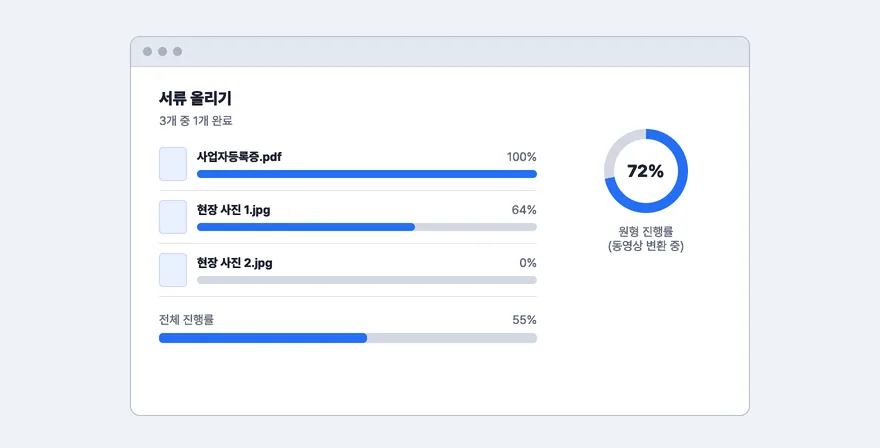 서류 올리기
3개 중 1개 완료
사업자등록증.pdf 100%
현장 사진 1.jpg 64%
현장 사진 2.jpg 0%
전체 진행률 55%
72%
원형 진행률
(동영상 변환 중)